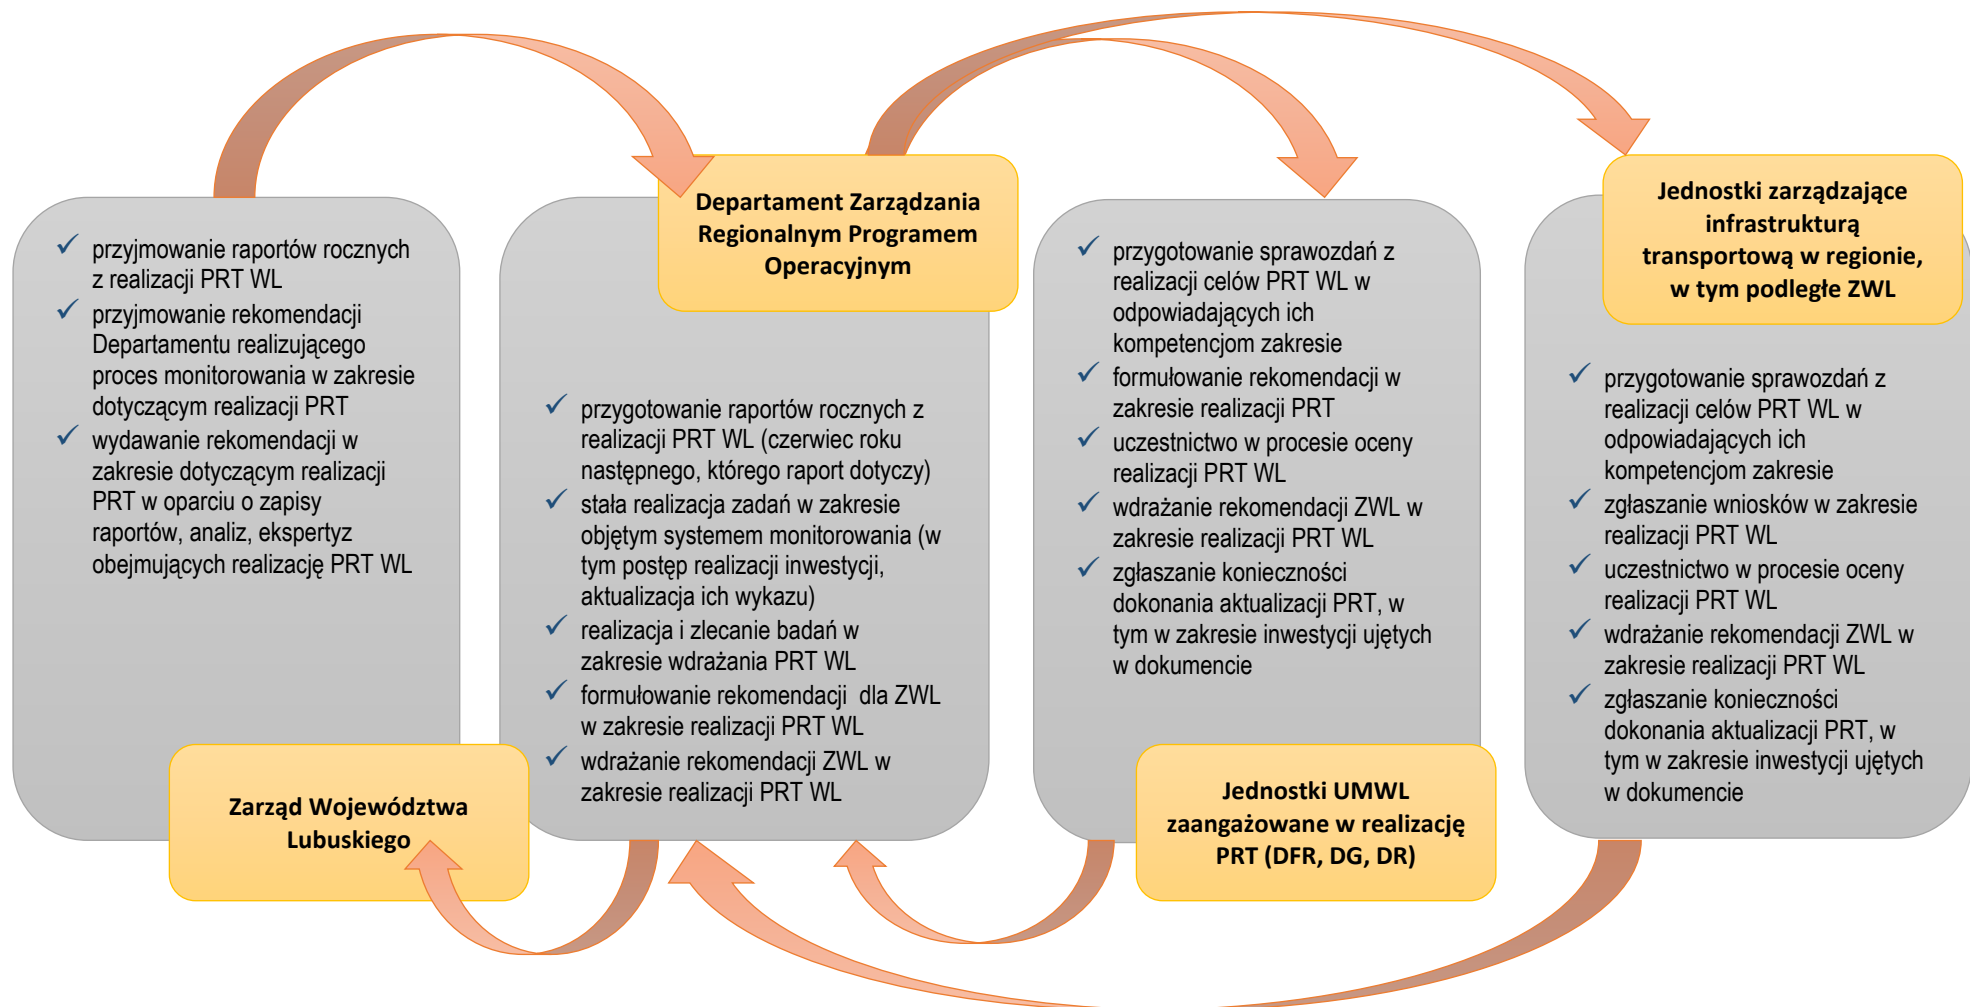 przyjmowanie raportów rocznych
z realizacji PRT WL
przyjmowanie rekomendacji
Departamentu realizującego
proces monitorowania w zakresie
dotyczącym realizacji PRT
wydawanie rekomendacji w
zakresie dotyczącym realizacji
PRT w oparciu o zapisy
raportów, analiz, ekspertyz
obejmujących realizację PRT WL
Zarząd Województwa
Lubuskiego
Departament Zarządzania
Regionalnym Programem
Operacyjnym
przygotowanie raportów rocznych z
realizacji PRT WL (czerwiec roku
następnego, którego raport dotyczy)
stała realizacja zadań w zakresie
objętym systemem monitorowania (w
tym postęp realizacji inwestycji,
aktualizacja ich wykazu)
realizacja i zlecanie badań w
zakresie wdrażania PRT WL
formułowanie rekomendacji  dla ZWL
w zakresie realizacji PRT WL
wdrażanie rekomendacji ZWL w
zakresie realizacji PRT WL
przygotowanie sprawozdań z
realizacji celów PRT WL w
odpowiadających ich
kompetencjom zakresie
formułowanie rekomendacji w
zakresie realizacji PRT
uczestnictwo w procesie oceny
realizacji PRT WL
wdrażanie rekomendacji ZWL w
zakresie realizacji PRT WL
zgłaszanie konieczności
dokonania aktualizacji PRT, w
tym w zakresie inwestycji ujętych
w dokumencie
Jednostki UMWL
zaangażowane w realizację
PRT (DFR, DG, DR)
Jednostki zarządzające
infrastrukturą
transportową w regionie,
w tym podległe ZWL
przygotowanie sprawozdań z
realizacji celów PRT WL w
odpowiadających ich
kompetencjom zakresie
zgłaszanie wniosków w zakresie
realizacji PRT WL
uczestnictwo w procesie oceny
realizacji PRT WL
wdrażanie rekomendacji ZWL w
zakresie realizacji PRT WL
zgłaszanie konieczności
dokonania aktualizacji PRT, w
tym w zakresie inwestycji ujętych
w dokumencie